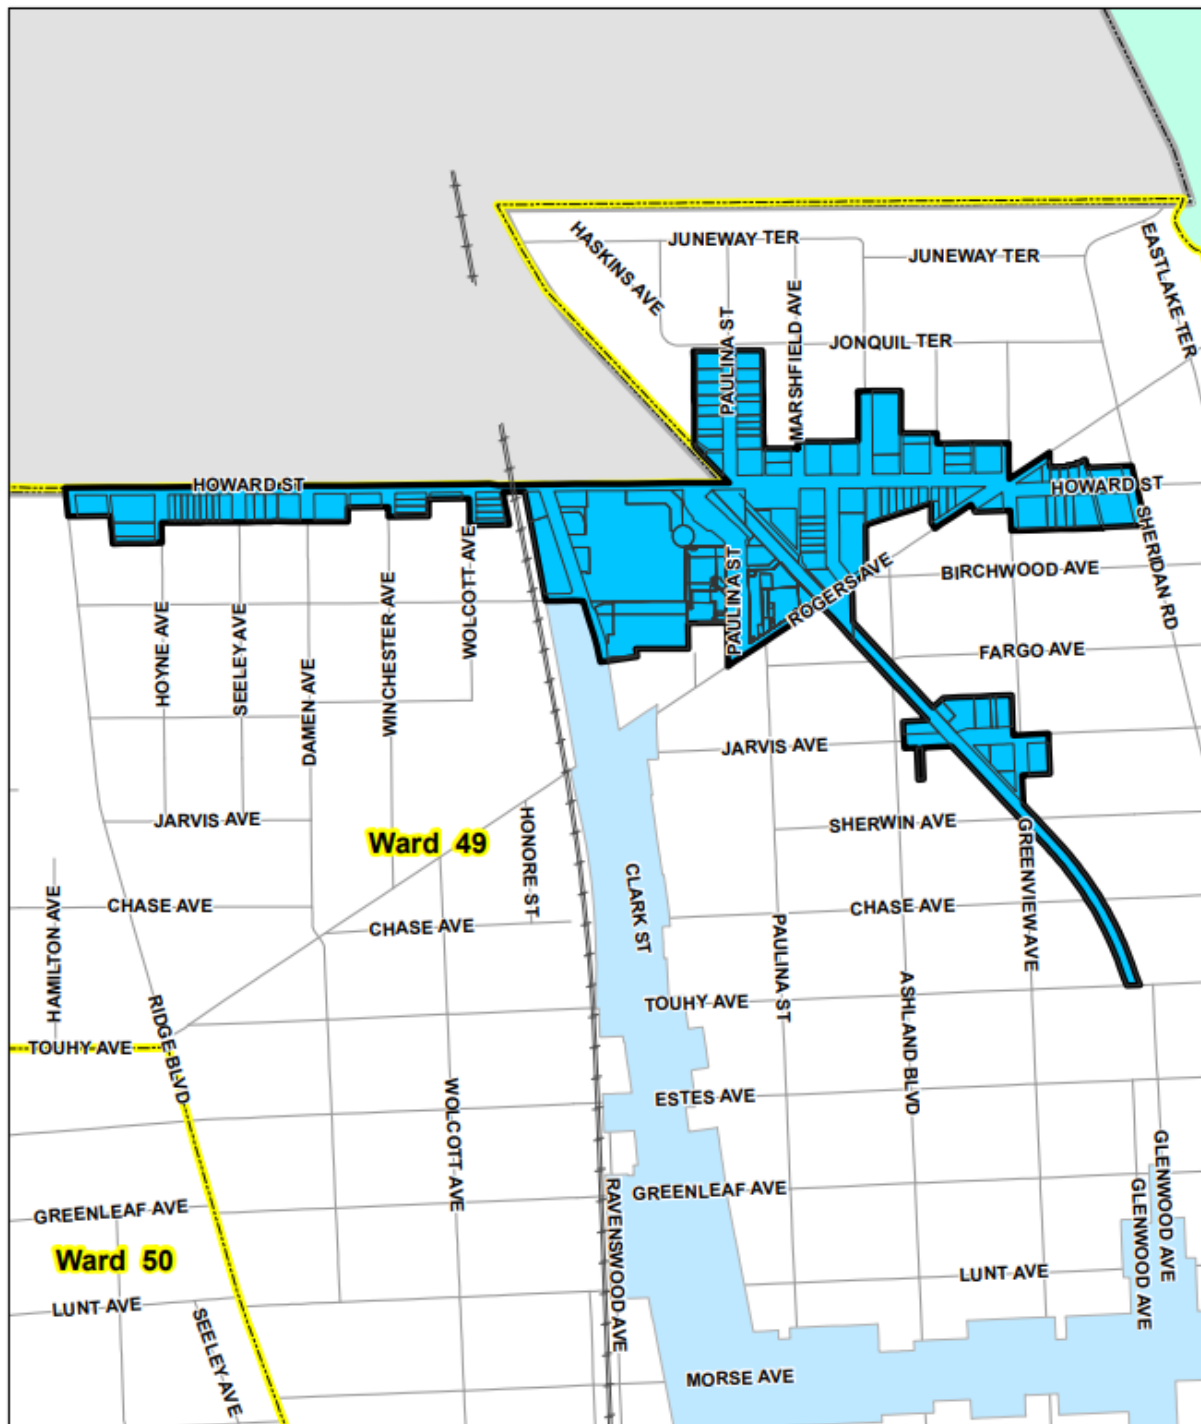 HASKINS AVE
JUNEWAY TER
JUNEWAY TER
EASTLAKE TER
PAULINA ST
MARSHFIELD AVE
JONQUIL TER
HOWARD ST
HOWARD ST
SHERIDAN RD
WOLCOTT AVE
PAULINA ST
ROGERS AVE
BIRCHWOOD AVE
HOYNE AVE
SEELEY AVE
DAMEN AVE
WINCHESTER AVE
FARGO AVE
JARVIS AVE
JARVIS AVE
SHERWIN AVE
Ward 49
HONORE ST
GREENVIEW AVE
CLARK ST
HAMILTON AVE
CHASE AVE
CHASE AVE
CHASE AVE
PAULINA ST
ASHLAND BLVD
TOUHY AVE
TOUHY AVE
RIDGE BLVD
WOLCOTT AVE
ESTES AVE
GLENWOOD AVE
GLENWOOD AVE
GREENLEAF AVE
GREENLEAF AVE
RAVENSWOOD AVE
Ward 50
LUNT AVE
LUNT AVE
SEELEY AVE
MORSE AVE